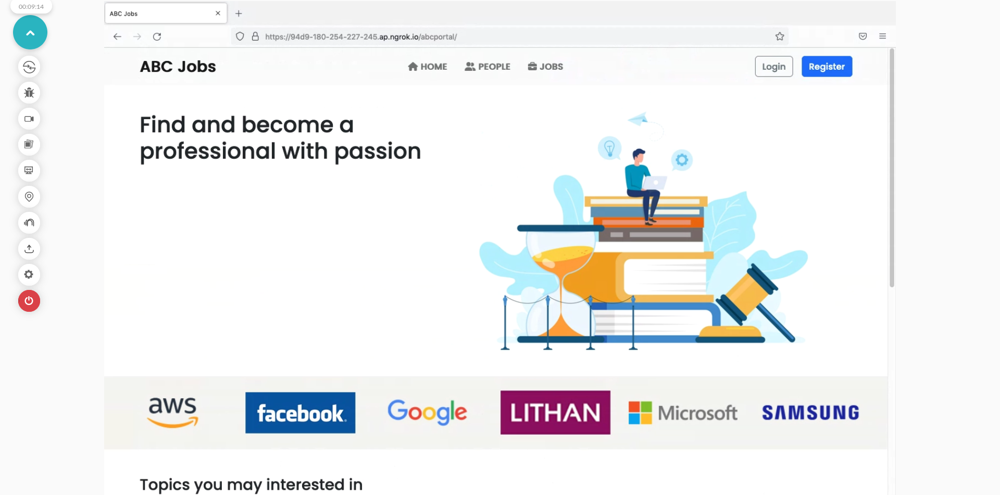 00:09:14
ABC Jobs
https://94d9-180-254-227-245.ap.ngrok.io/abcportal/
ABC Jobs
HOME
PEOPLE
JOBS
Login
Register
Find and become a
professional with passion
aws
facebook
Google
LITHAN
Microsoft
SAMSUNG
Topics you may interested in